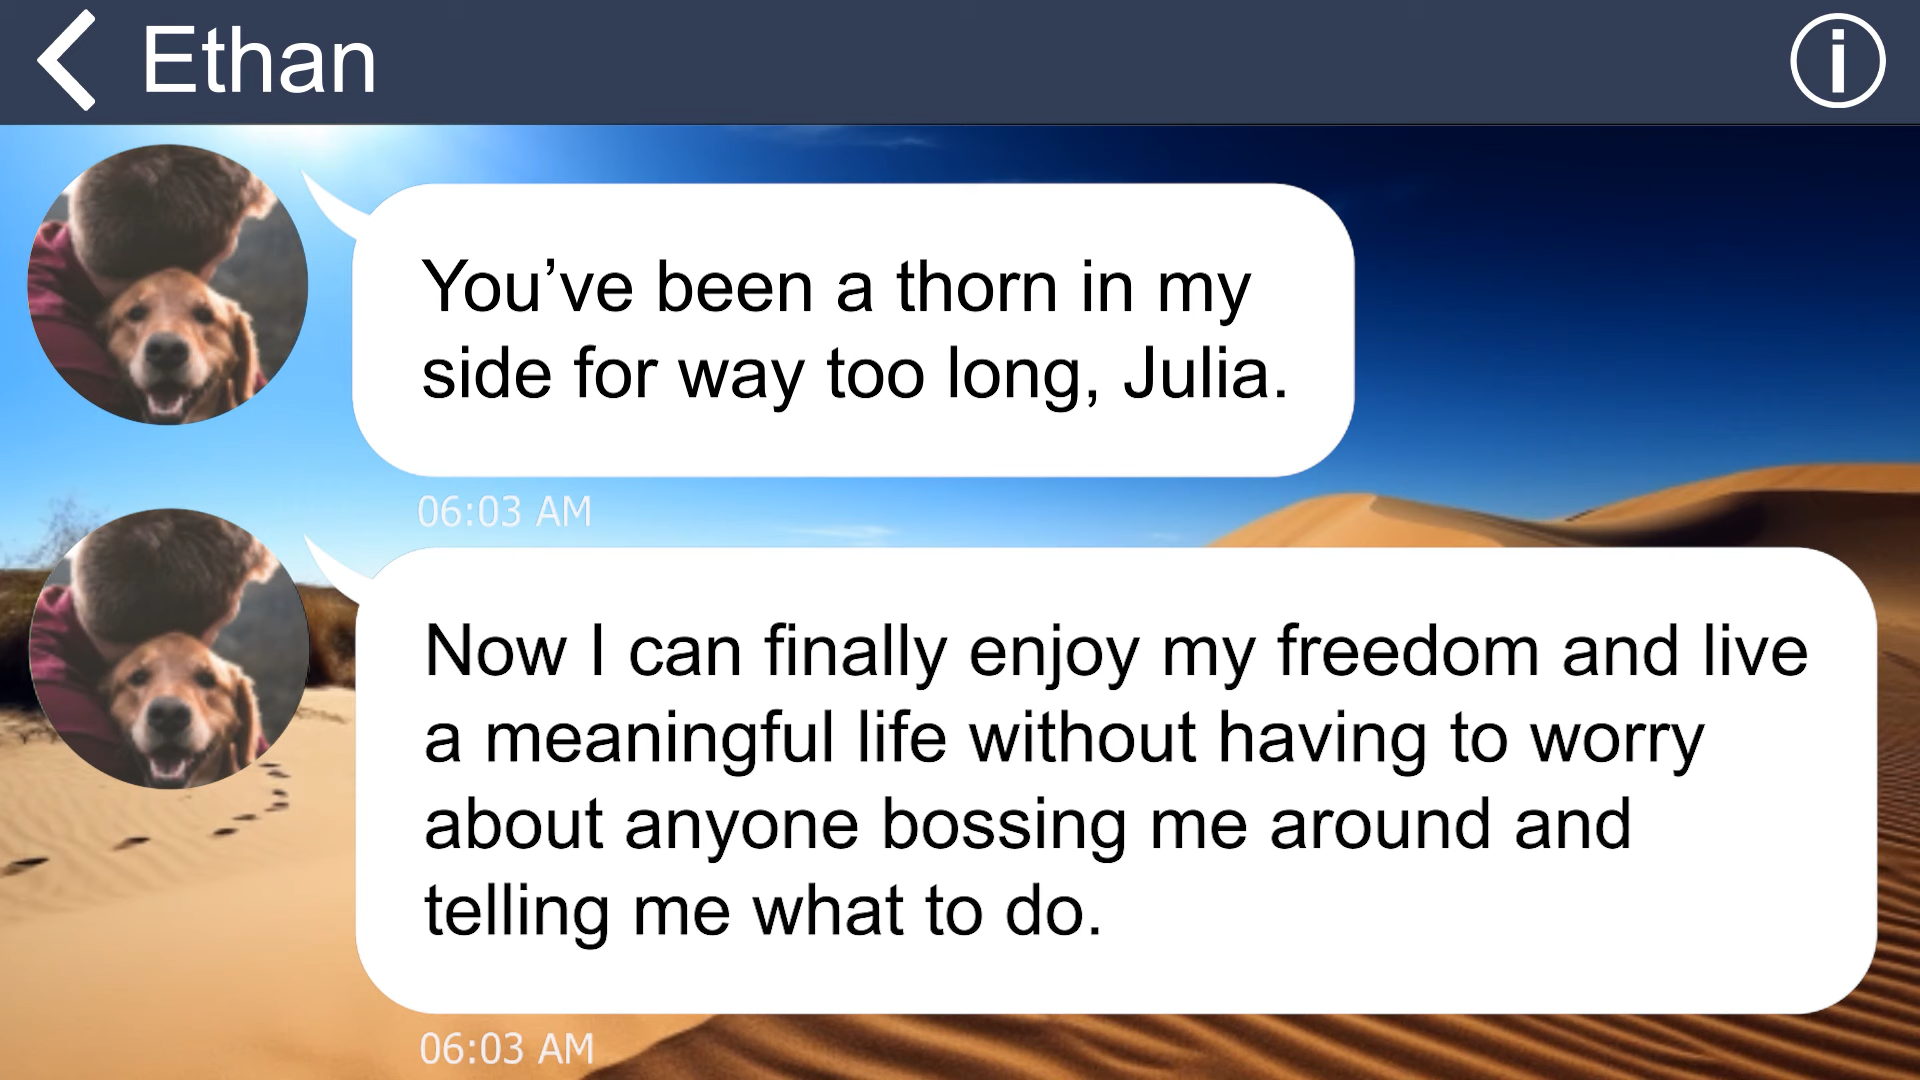 Ethan
You’ve been a thorn in my
side for way too long, Julia.
06:03 AM
Now I can finally enjoy my freedom and live
a meaningful life without having to worry
about anyone bossing me around and
telling me what to do.
06:03 AM